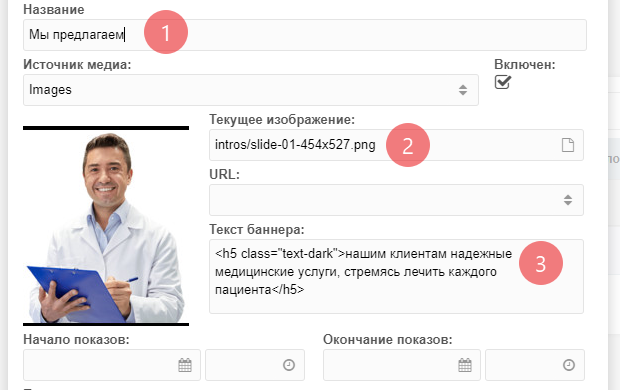 Название
Мы предлагаем
1
Источник медиа:
Включен:
Images
Текущее изображение:
intros/slide-01-454x527.png
2
URL:
Текст баннера:
<h5 class="text-dark">нашим клиентам надежные
медицинские услуги, стремясь лечить каждого
пациента</h5>
3
Начало показов:
Окончание показов: